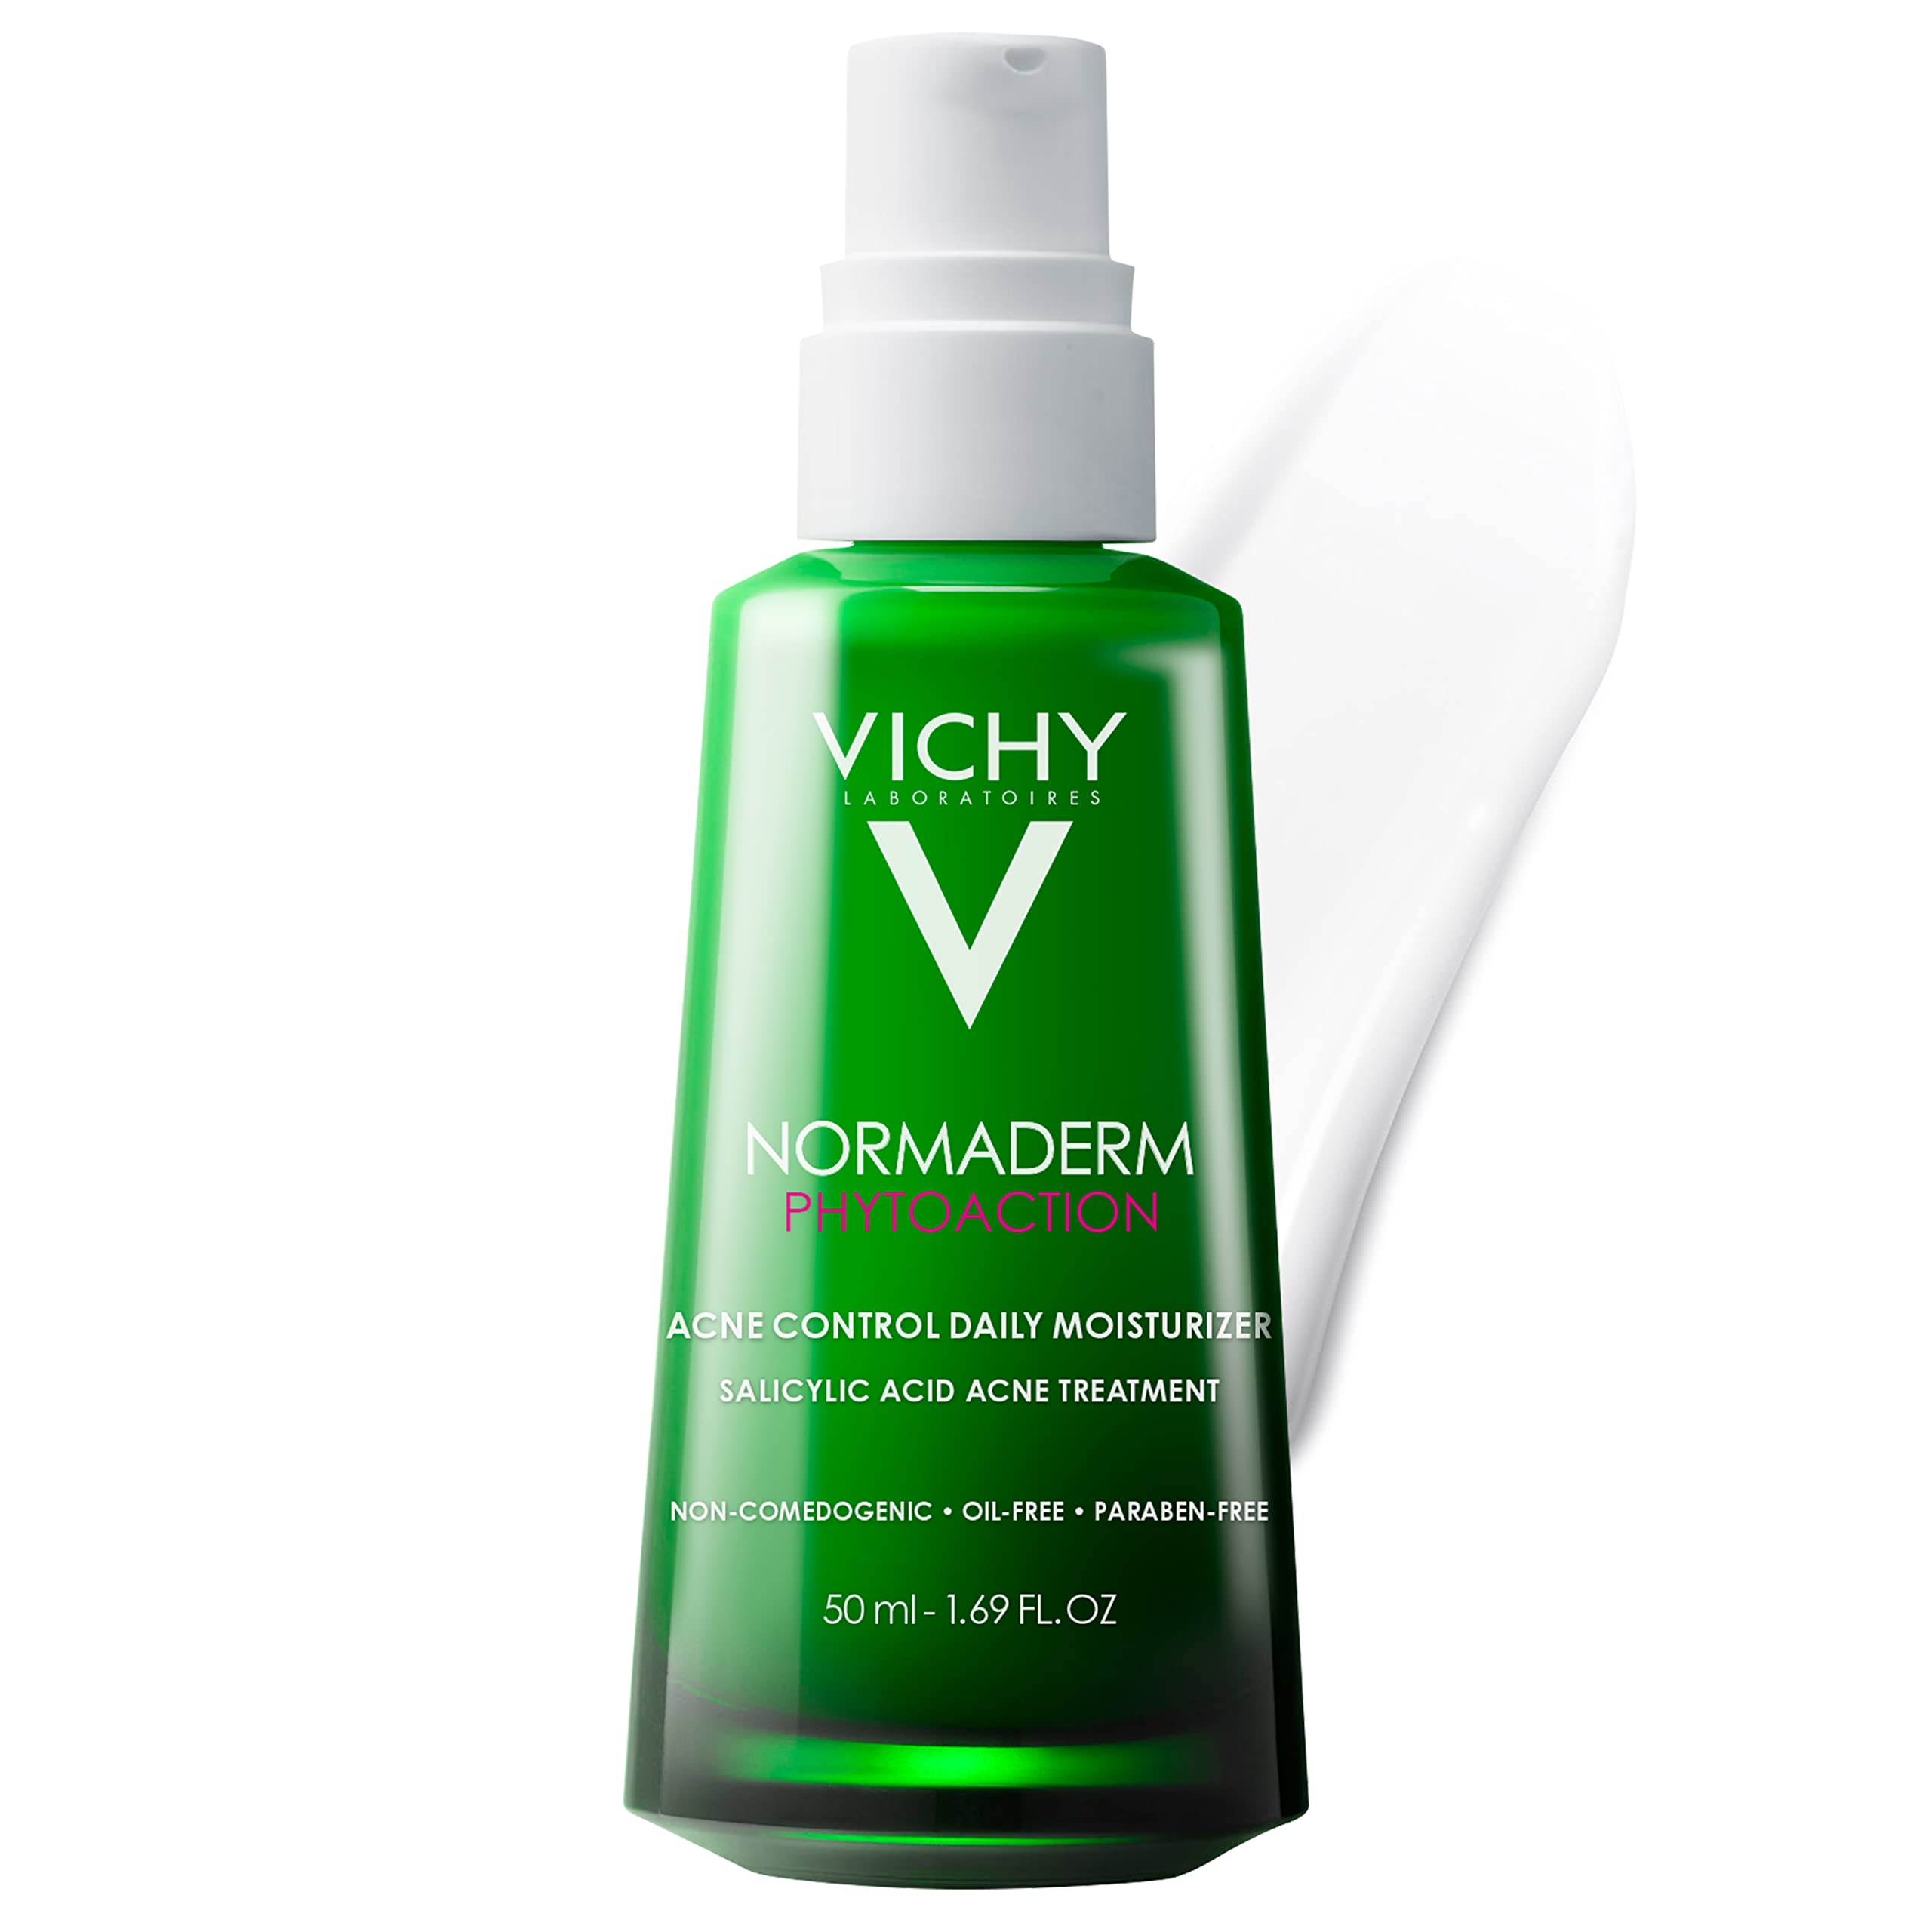 VICHY
LABORATOIRES
V
NORMADERM
PHYTOACTION
ACNE CONTROL DAILY MOISTURIZER
SALICYLIC ACID ACNE TREATMENT
NON-COMEDOGENIC • OIL-FREE • PARABEN-FREE
50 ml - 1.69 FL. OZ